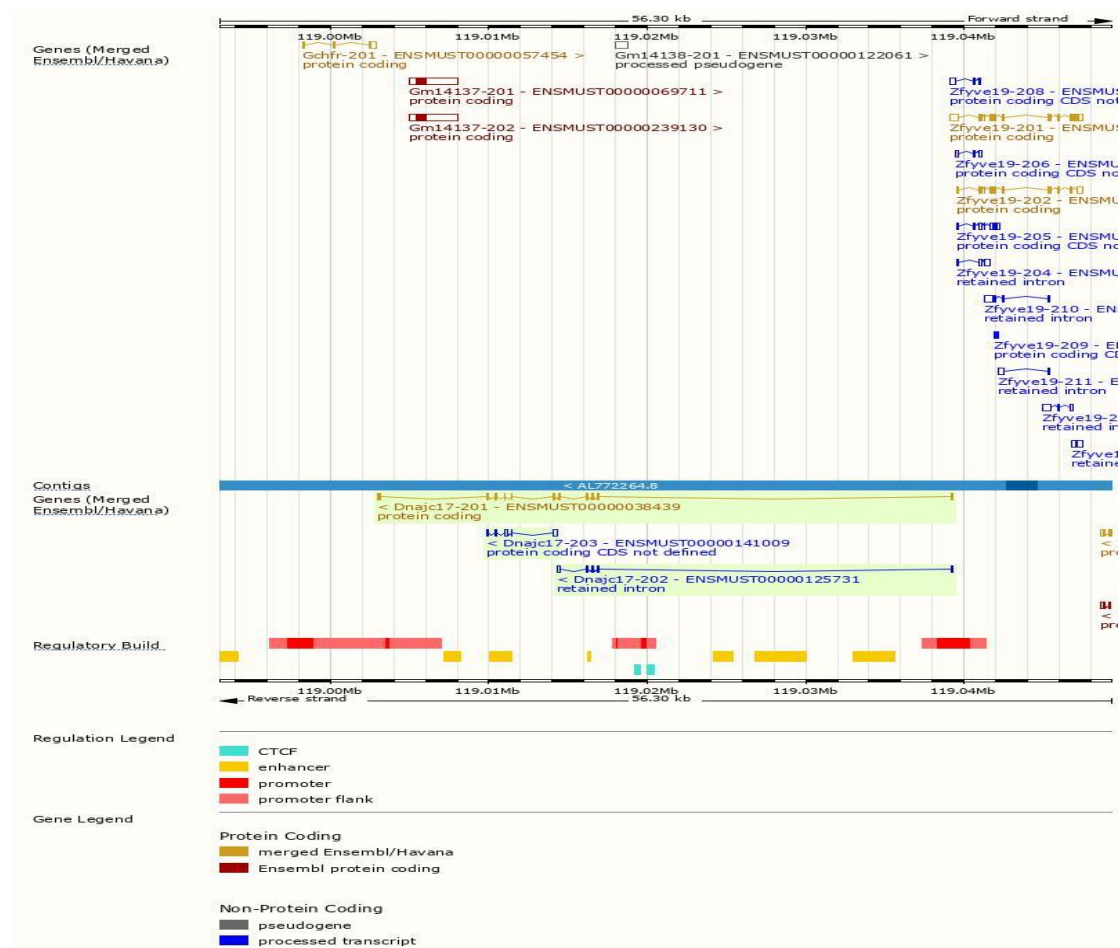 56.30 kb
Forward strand
119.00Mb 119.01Mb 119.02Mb 119.03Mb 119.04Mb
Genes (Merged
Ensembl/Havana)
Gchfr-201 - ENSMUST00000057454 >
protein coding
Gm14138-201 - ENSMUST00000122061 >
processed pseudogene
Gm14137-201 - ENSMUST00000069711 >
protein coding
Zfyve19-208 - ENSMUS
protein coding CDS not
Gm14137-202 - ENSMUST00000239130 >
protein coding
Zfyve19-201 - ENSMUS
protein coding
Zfyve19-206 - ENSMUS
protein coding CDS no
Zfyve19-202 - ENSMU
protein coding
Zfyve19-205 - ENSMU
protein coding CDS no
Zfyve19-204 - ENSMU
retained intron
Zfyve19-210 - EN
retained intron
Zfyve19-209 - E
protein coding CD
Zfyve19-211 - E
retained intron
Zfyve19-2
retained in
Zfyve1
retaine
Contigs
< AL772264.8
Genes (Merged
Ensembl/Havana)
< Dnajc17-201 - ENSMUST00000038439
protein coding
< Dnajc17-203 - ENSMUST00000141009
protein coding CDS not defined
<
pro
< Dnajc17-202 - ENSMUST00000125731
retained intron
<
pro
Regulatory Build
119.00Mb 119.01Mb 119.02Mb 119.03Mb 119.04Mb
Reverse strand
56.30 kb
Regulation Legend
CTCF
enhancer
promoter
promoter flank
Gene Legend
Protein Coding
merged Ensembl/Havana
Ensembl protein coding
Non-Protein Coding
pseudogene
processed transcript